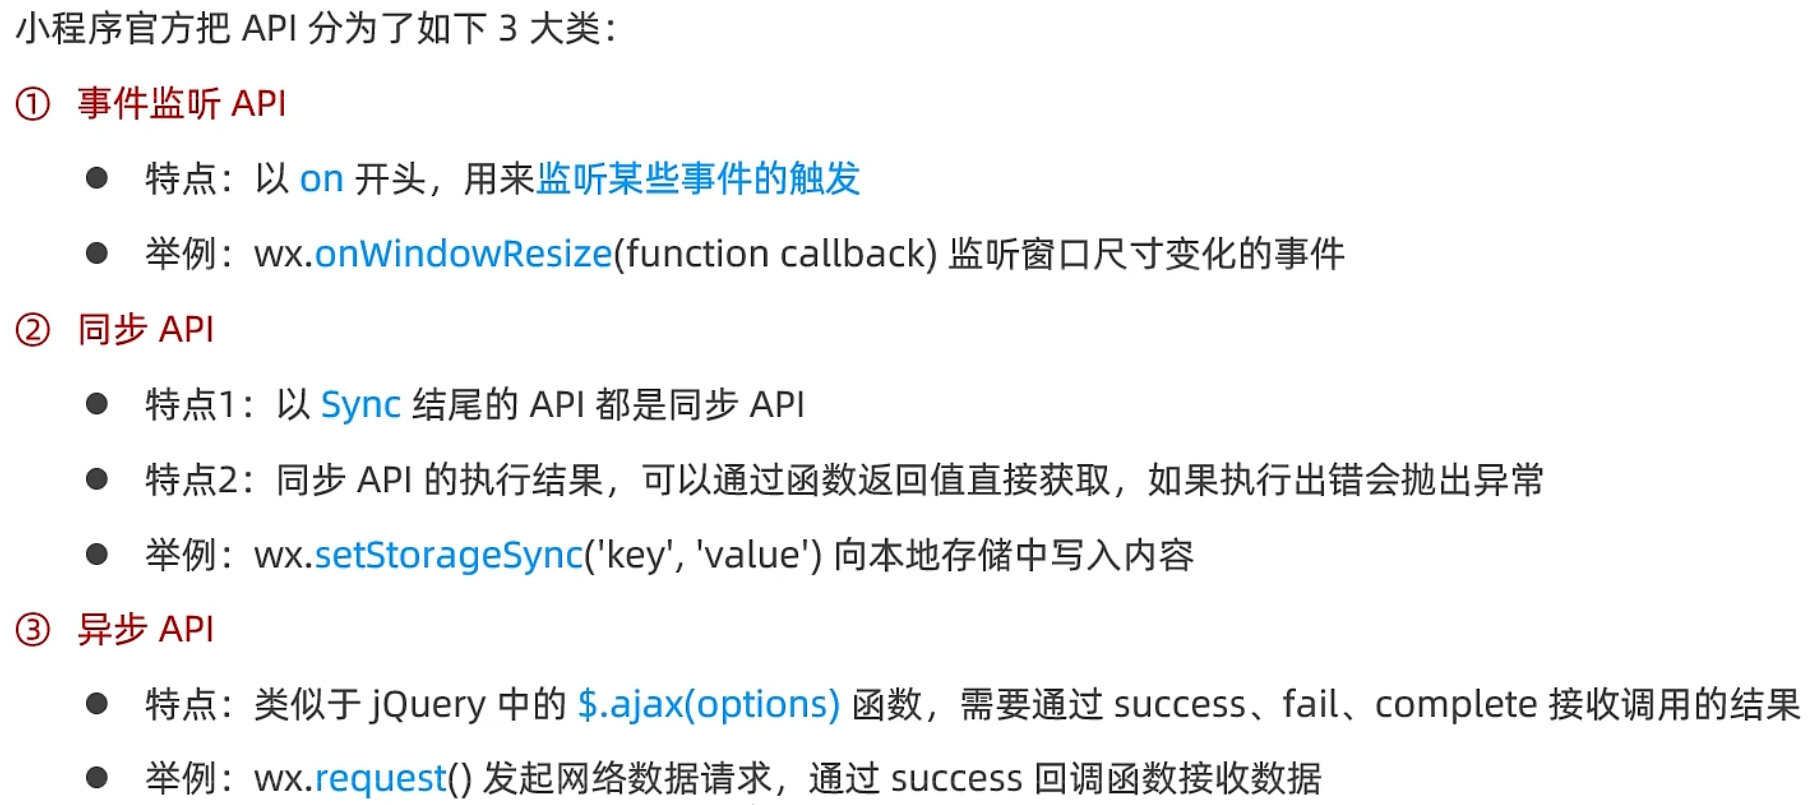 小程序官方把 API 分为了如下 3 大类：
① 事件监听 API
● 特点：以 on 开头，用来监听某些事件的触发
● 举例：wx.onWindowResize(function callback) 监听窗口尺寸变化的事件
② 同步 API
● 特点1：以 Sync 结尾的 API 都是同步 API
● 特点2：同步 API 的执行结果，可以通过函数返回值直接获取，如果执行出错会抛出异常
● 举例：wx.setStorageSync('key', 'value') 向本地存储中写入内容
③ 异步 API
● 特点：类似于 jQuery 中的 $.ajax(options) 函数，需要通过 success、fail、complete 接收调用的结果
● 举例：wx.request() 发起网络数据请求，通过 success 回调函数接收数据